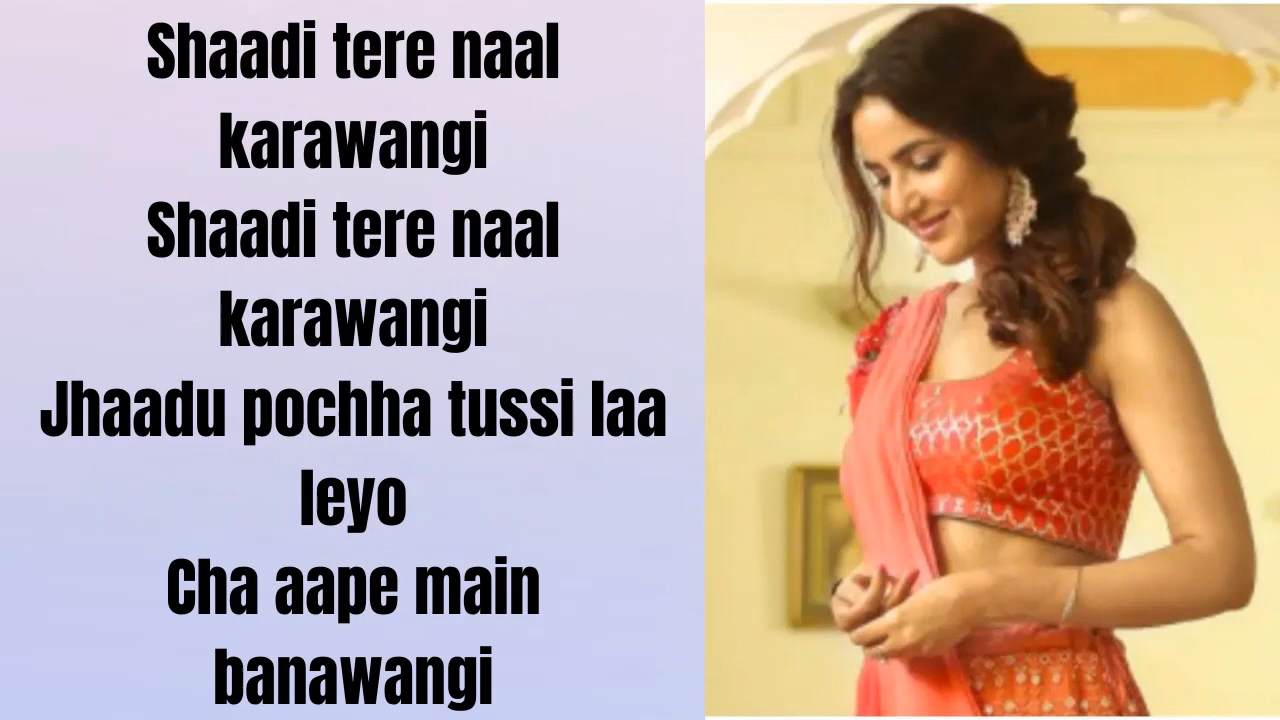 Shaadi tere naal
karawangi
Shaadi tere naal
karawangi
Jhaadu pochha tussi laa
leyo
Cha aape main
banawangi